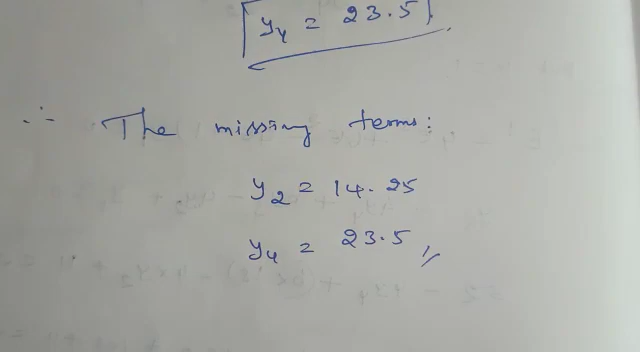 y4 = 23.5
∴ The missing terms:
y2 = 14.25
y4 = 23.5 //